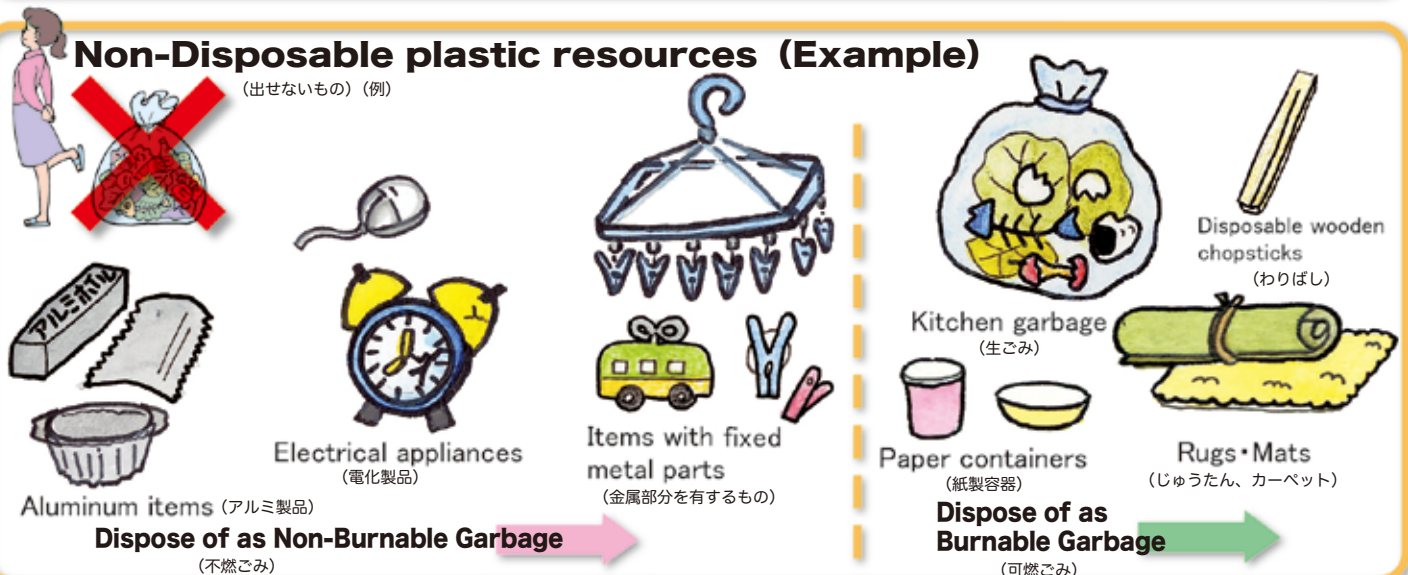 Non-Disposable plastic resources (Example)
(出せないもの)(例)
アルミホイル
Aluminum items (アルミ製品)
Electrical appliances
(電化製品)
Items with fixed
metal parts
(金属部分を有するもの)
Dispose of as Non-Burnable Garbage
(不燃ごみ)
Kitchen garbage
(生ごみ)
Disposable wooden
chopsticks
(わりばし)
Paper containers
(紙製容器)
Rugs・Mats
(じゅうたん、カーペット)
Dispose of as
Burnable Garbage
(可燃ごみ)